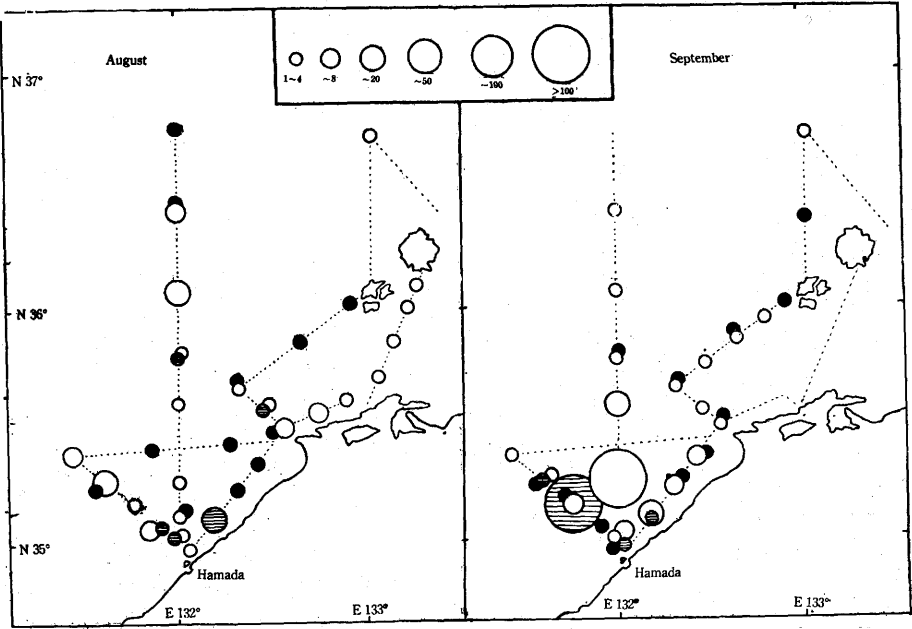 August
September
1~4 ~8 ~20 ~50 ~100 >100
N 37°
N 36°
N 35°
Hamada
Hamada
E 132° E 133°
E 132° E 133°